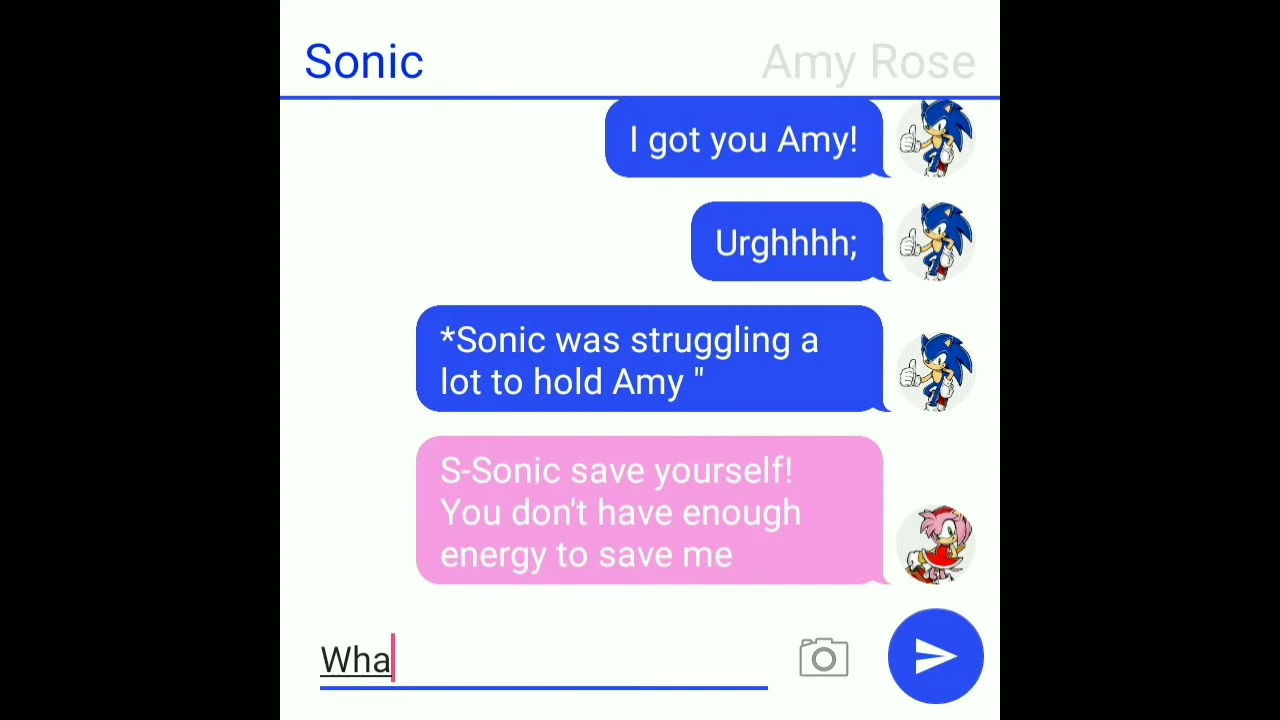 Sonic
Amy Rose
I got you Amy!
Urghhhh;
*Sonic was struggling a
lot to hold Amy "
S-Sonic save yourself!
You don't have enough
energy to save me
Wha